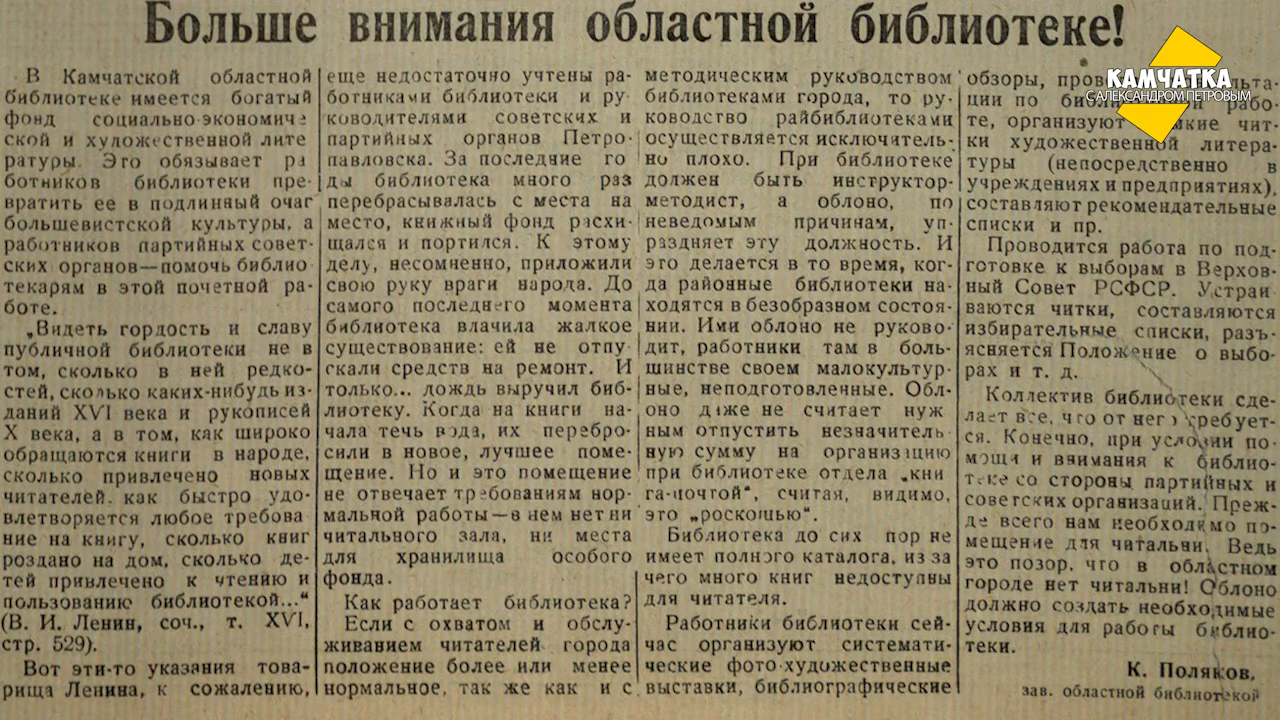 Больше внимания областной библиотеке!
В Камчатской областной
библиотеке имеется богатый
фонд социально-экономиче
ской и художественной лите
ратуры. Это обязывает ра
ботников библиотеки пре-
вратить ее в подлинный очаг
большевистской культуры, а
работников партийных совет-
ских органов—помочь библио
текарям в этой почетной ра-
боте.
„Видеть гордость и славу
публичной библиотеки не в
том, сколько в ней редко-
стей, сколько каких-нибудь из-
даний XVI века и рукописей
X века, а в том, как широко
обращаются книги в народе,
сколько привлечено новых
читателей. как быстро удо-
влетворяется любое требова
ние на книгу, сколько книг
роздано на дом, сколько де-
тей привлечено к чтению и
пользованию библиотекой...“
(В. И. Ленин, соч., т. XVI,
стр. 529).
Вот эти-то указания това-
рища Ленина, к сожалению,
еще недостаточно учтены ра-
ботниками библиотеки и ру-
ководителями советских и
партийных органов Петро-
павловска. За последние го
ды библиотека много раз
перебрасывалась с места на
место, книжный фонд расхи-
щался и портился. К этому
делу, несомненно, приложили
свою руку враги народа. До
самого последнего момента
библиотека влачила жалкое
существование: ей не отпу
скали средств на ремонт. И
только... дождь выручил биб-
лиотеку. Когда на книги на-
чала течь вода, их перебро-
сили в новое, лучшее поме-
щение. Но и это помещение
не отвечает требованиям нор-
мальной работы—в нем нет ни
читального зала, ни места
для хранилища особого
фонда.
Как работает библиотека?
Если с охватом и обслу-
живанием читателей города
положение более или менее
нормальное, так же как и с
методическим руководством
библиотеками города, то ру-
ководство райбиблиотеками
осуществляется исключитель-
но плохо. При библиотеке
должен быть инструктор-
методист, а облоно, по
неведомым причинам, уп-
раздняет эту должность. И
это делается в то время, ког-
да районные библиотеки на-
ходятся в безобразном состоя-
нии. Ими облоно не руково-
дит, работники там в боль-
шинстве своем малокультур-
ные, неподготовленные. Обл-
оно даже не считает нуж
ным отпустить незначитель
ную сумму на организацию
при библиотеке отдела „кни
га-почтой“, считая, видимо,
это „роскошью“.
Библиотека до сих пор не
имеет полного каталога, из за
чего много книг недоступны
для читателя.
Работники библиотеки сей-
час организуют системати-
ческие фото-художественные
выставки, библиографические
обзоры,
ции по
те, организуют чит-
ки художественной литера-
туры (непосредственно в
учреждениях и предприятиях),
составляют рекомендательные
списки и пр.
Проводится работа по под-
готовке к выборам в Верхов-
ный Совет РСФСР. Устраи
ваются читки, составляются
избирательные списки, разъ-
ясняется Положение о выбо-
рах и т. д.
Коллектив библиотеки сде-
лает все, что от него требует-
ся. Конечно, при условии по-
мощи и внимания к библио-
теке со стороны партийных и
советских организаций. Преж-
де всего нам необходимо по-
мещение для читальни. Ведь
это позор, что в областном
городе нет читальни! Облоно
должно создать необходимые
условия для работы библио-
теки.
К. Поляков,
зав. областной библиотекой
КАМЧАТКА
С АЛЕКСАНДРОМ ПЕТРОВЫМ